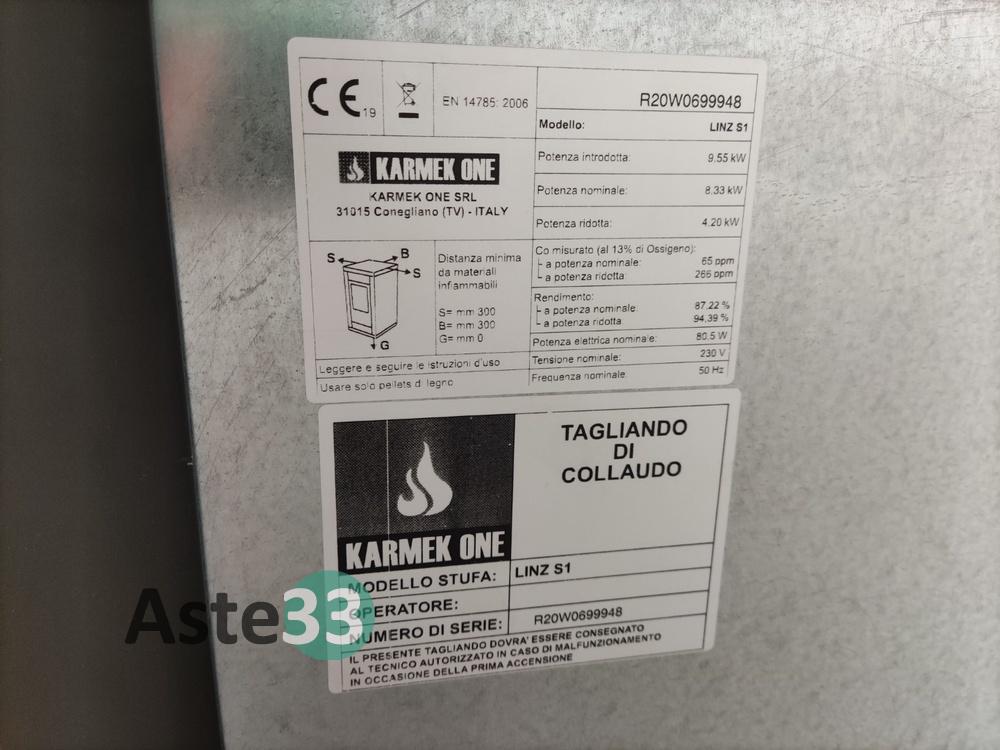 CE 19
EN 14785: 2006
R20W0699948
Modello: LINZ S1
KARMEK ONE
KARMEK ONE SRL
31015 Conegliano (TV) - ITALY
Potenza introdotta: 9.55 kW
Potenza nominale: 8.33 kW
Potenza ridotta: 4.20 kW
S B S G
Distanza minima
da materiali
infiammabili
S= mm 300
B= mm 300
G= mm 0
Co misurato (al 13% di Ossigeno):
- a potenza nominale: 65 ppm
- a potenza ridotta: 266 ppm
Rendimento:
- a potenza nominale: 87.22 %
- a potenza ridotta 94.39 %
Potenza elettrica nominale: 80.5 W
Tensione nominale: 230 V
Frequenza nominale: 50 Hz
Leggere e seguire le istruzioni d'uso
Usare solo pellets di legno
KARMEK ONE
TAGLIANDO
DI
COLLAUDO
MODELLO STUFA: LINZ S1
OPERATORE:
NUMERO DI SERIE: R20W0699948
IL PRESENTE TAGLIANDO DOVRA' ESSERE CONSEGNATO
AL TECNICO AUTORIZZATO IN CASO DI MALFUNZIONAMENTO
IN OCCASIONE DELLA PRIMA ACCENSIONE
Aste33